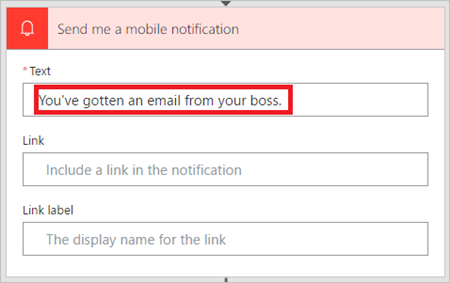 Send me a mobile notification
* Text
You've gotten an email from your boss.
Link
Include a link in the notification
Link label
The display name for the link